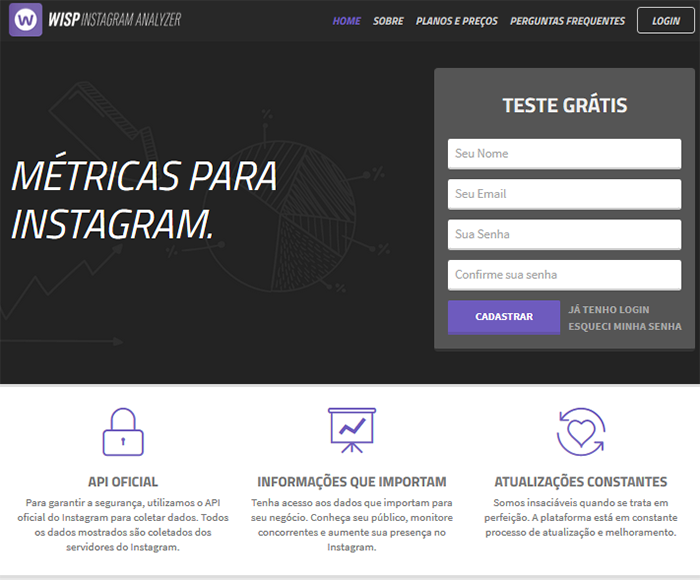 W WISP INSTAGRAM ANALYZER
HOME SOBRE PLANOS E PREÇOS PERGUNTAS FREQUENTES LOGIN
MÉTRICAS PARA
INSTAGRAM.
%
%
%
%
%
TESTE GRÁTIS
Seu Nome
Seu Email
Sua Senha
Confirme sua senha
CADASTRAR
JÁ TENHO LOGIN
ESQUECI MINHA SENHA
API OFICIAL
Para garantir a segurança, utilizamos o API
oficial do Instagram para coletar dados. Todos
os dados mostrados são coletados dos
servidores do Instagram.
INFORMAÇÕES QUE IMPORTAM
Tenha acesso aos dados que importam para
seu negócio. Conheça seu público, monitore
concorrentes e aumente sua presença no
Instagram.
ATUALIZAÇÕES CONSTANTES
Somos insaciáveis quando se trata em
perfeição. A plataforma está em constante
processo de atualização e melhoramento.